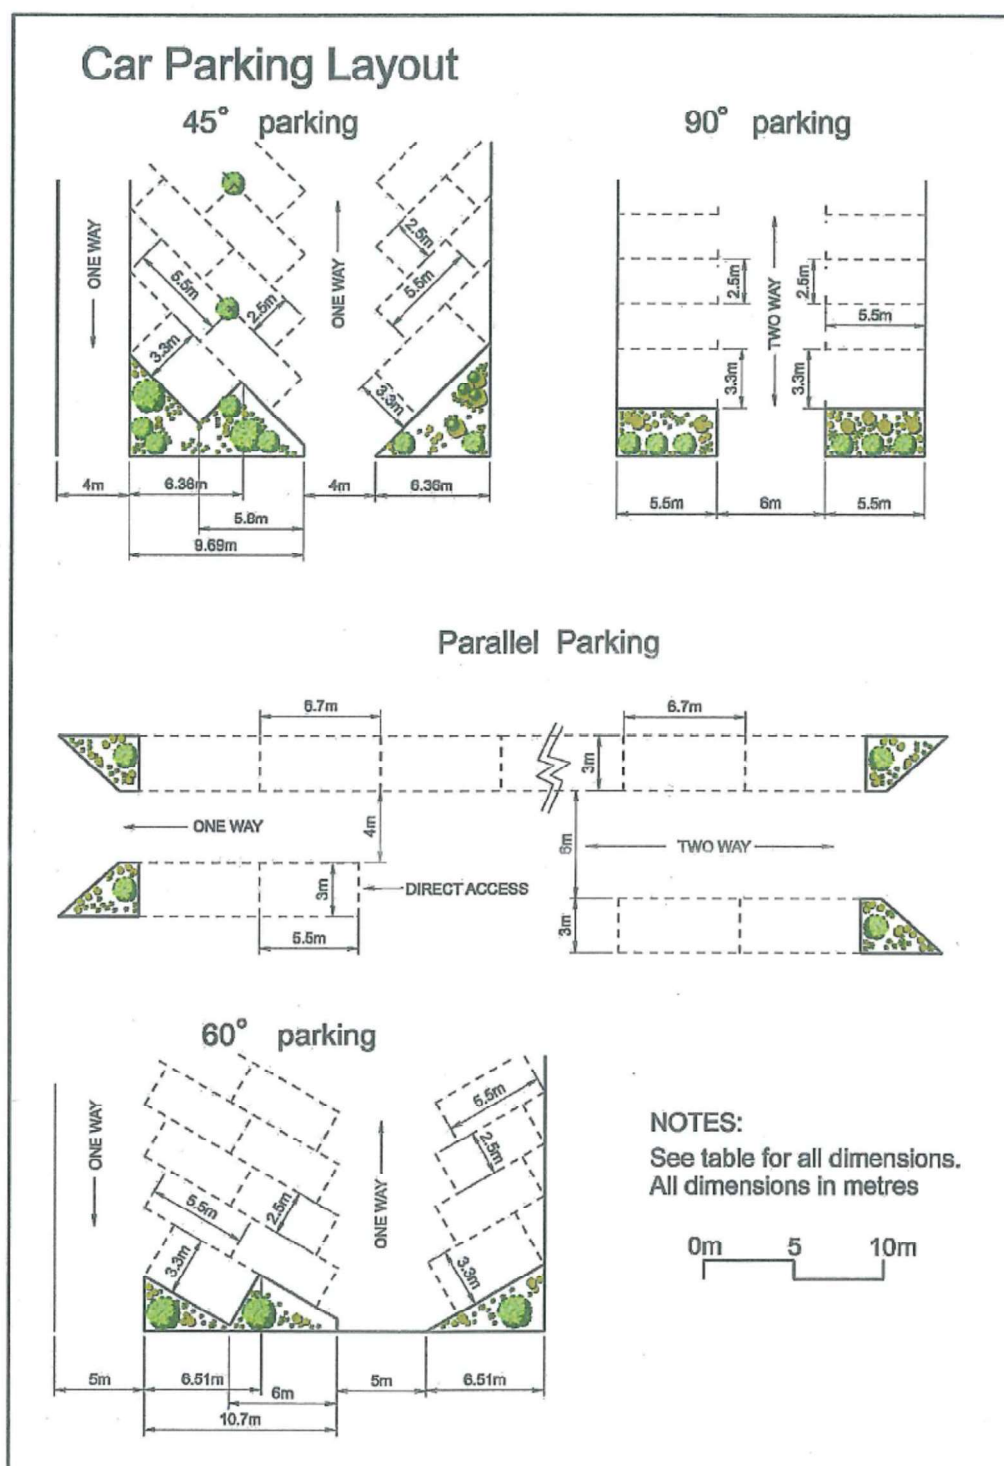 Car Parking Layout
45° parking
90° parking
ONE WAY
ONE WAY
2.5m
5.5m
5.5m
2.5m
3.3m
3.3m
4m
6.36m
4m
6.36m
5.8m
9.69m
TWO WAY
2.5m
2.5m
5.5m
3.3m
3.3m
5.5m
6m
5.5m
Parallel Parking
6.7m
6.7m
3m
ONE WAY
4m
6m
TWO WAY
3m
DIRECT ACCESS
3m
5.5m
60° parking
ONE WAY
ONE WAY
5.5m
2.5m
5.5m
2.5m
3.3m
3.3m
5m
6.51m
5m
6.51m
6m
10.7m
NOTES:
See table for all dimensions.
All dimensions in metres
0m 5 10m